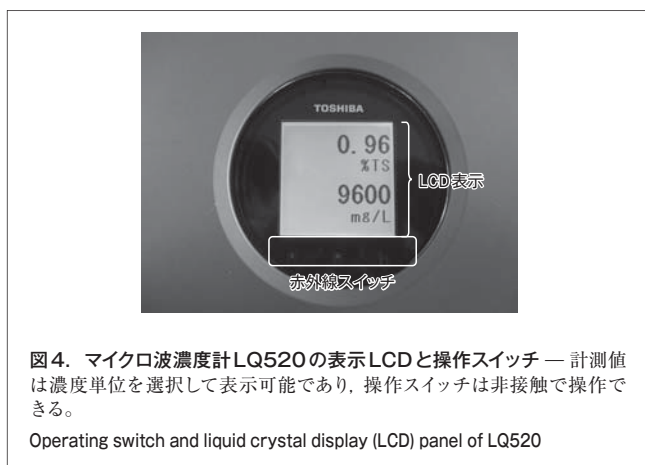 TOSHIBA
0.96
%TS
9600
mg/L
LCD表示
赤外線スイッチ
図4. マイクロ波濃度計LQ520の表示LCDと操作スイッチ — 計測値
は濃度単位を選択して表示可能であり，操作スイッチは非接触で操作で
きる。
Operating switch and liquid crystal display (LCD) panel of LQ520